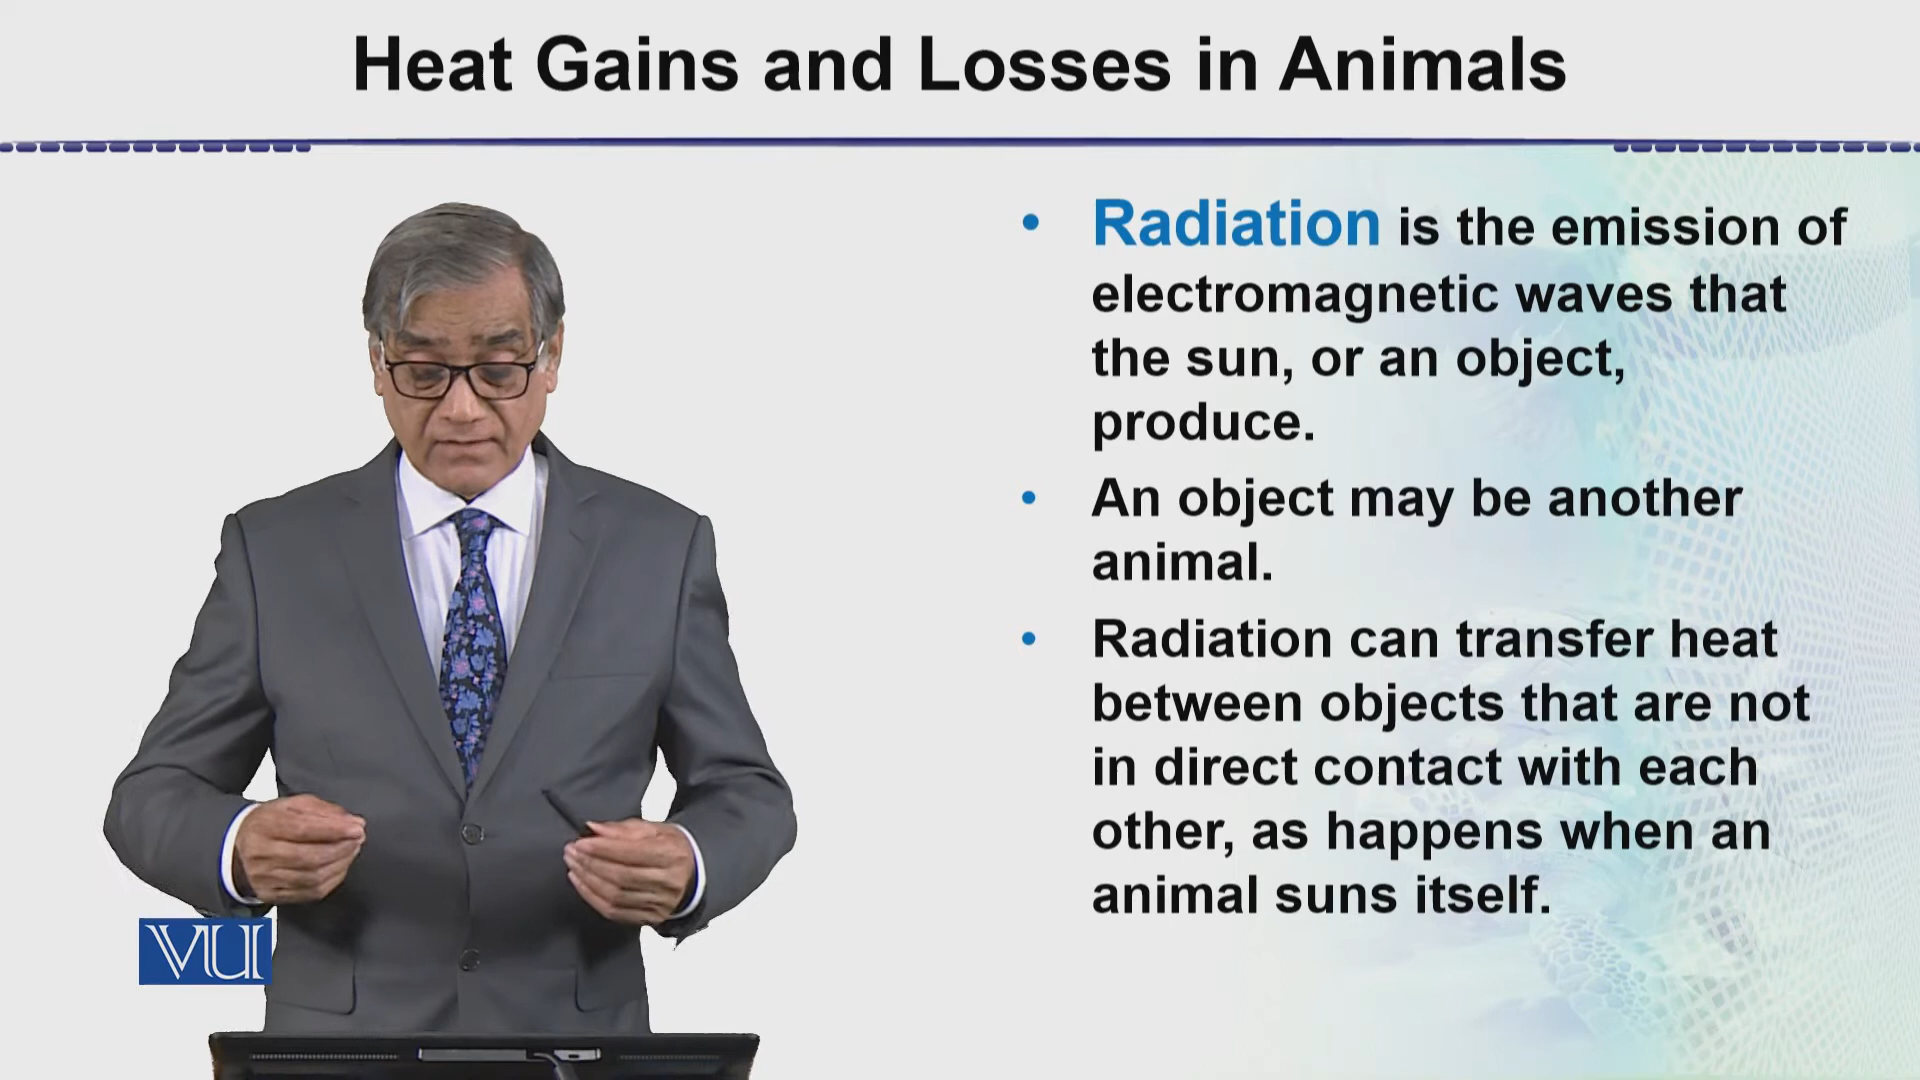 Heat Gains and Losses in Animals
• Radiation is the emission of
electromagnetic waves that
the sun, or an object,
produce.
• An object may be another
animal.
• Radiation can transfer heat
between objects that are not
in direct contact with each
other, as happens when an
animal suns itself.
VU